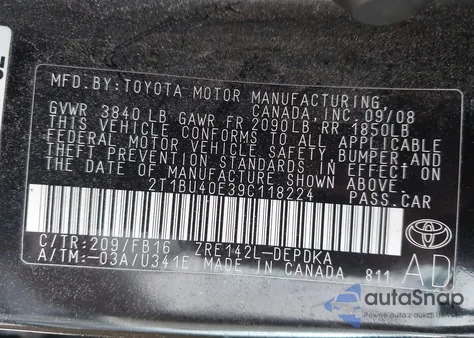 MFD.BY:TOYOTA MOTOR MANUFACTURING,
CANADA,INC.09/08
GVWR 3840LB GAWR FR 2090LB RR 1850LB
THIS VEHICLE CONFORMS TO ALL APPLICABLE
FEDERAL MOTOR VEHICLE SAFETY, BUMPER, AND
THEFT PREVENTION STANDARDS IN EFFECT ON
THE DATE OF MANUFACTURE SHOWN ABOVE.
2T1BU40E39C118224 PASS.CAR
C/TR:209/FB16 ZRE142L-DEPDKA
A/TM:-03A/U341E MADE IN CANADA 811 AD
autoSnap